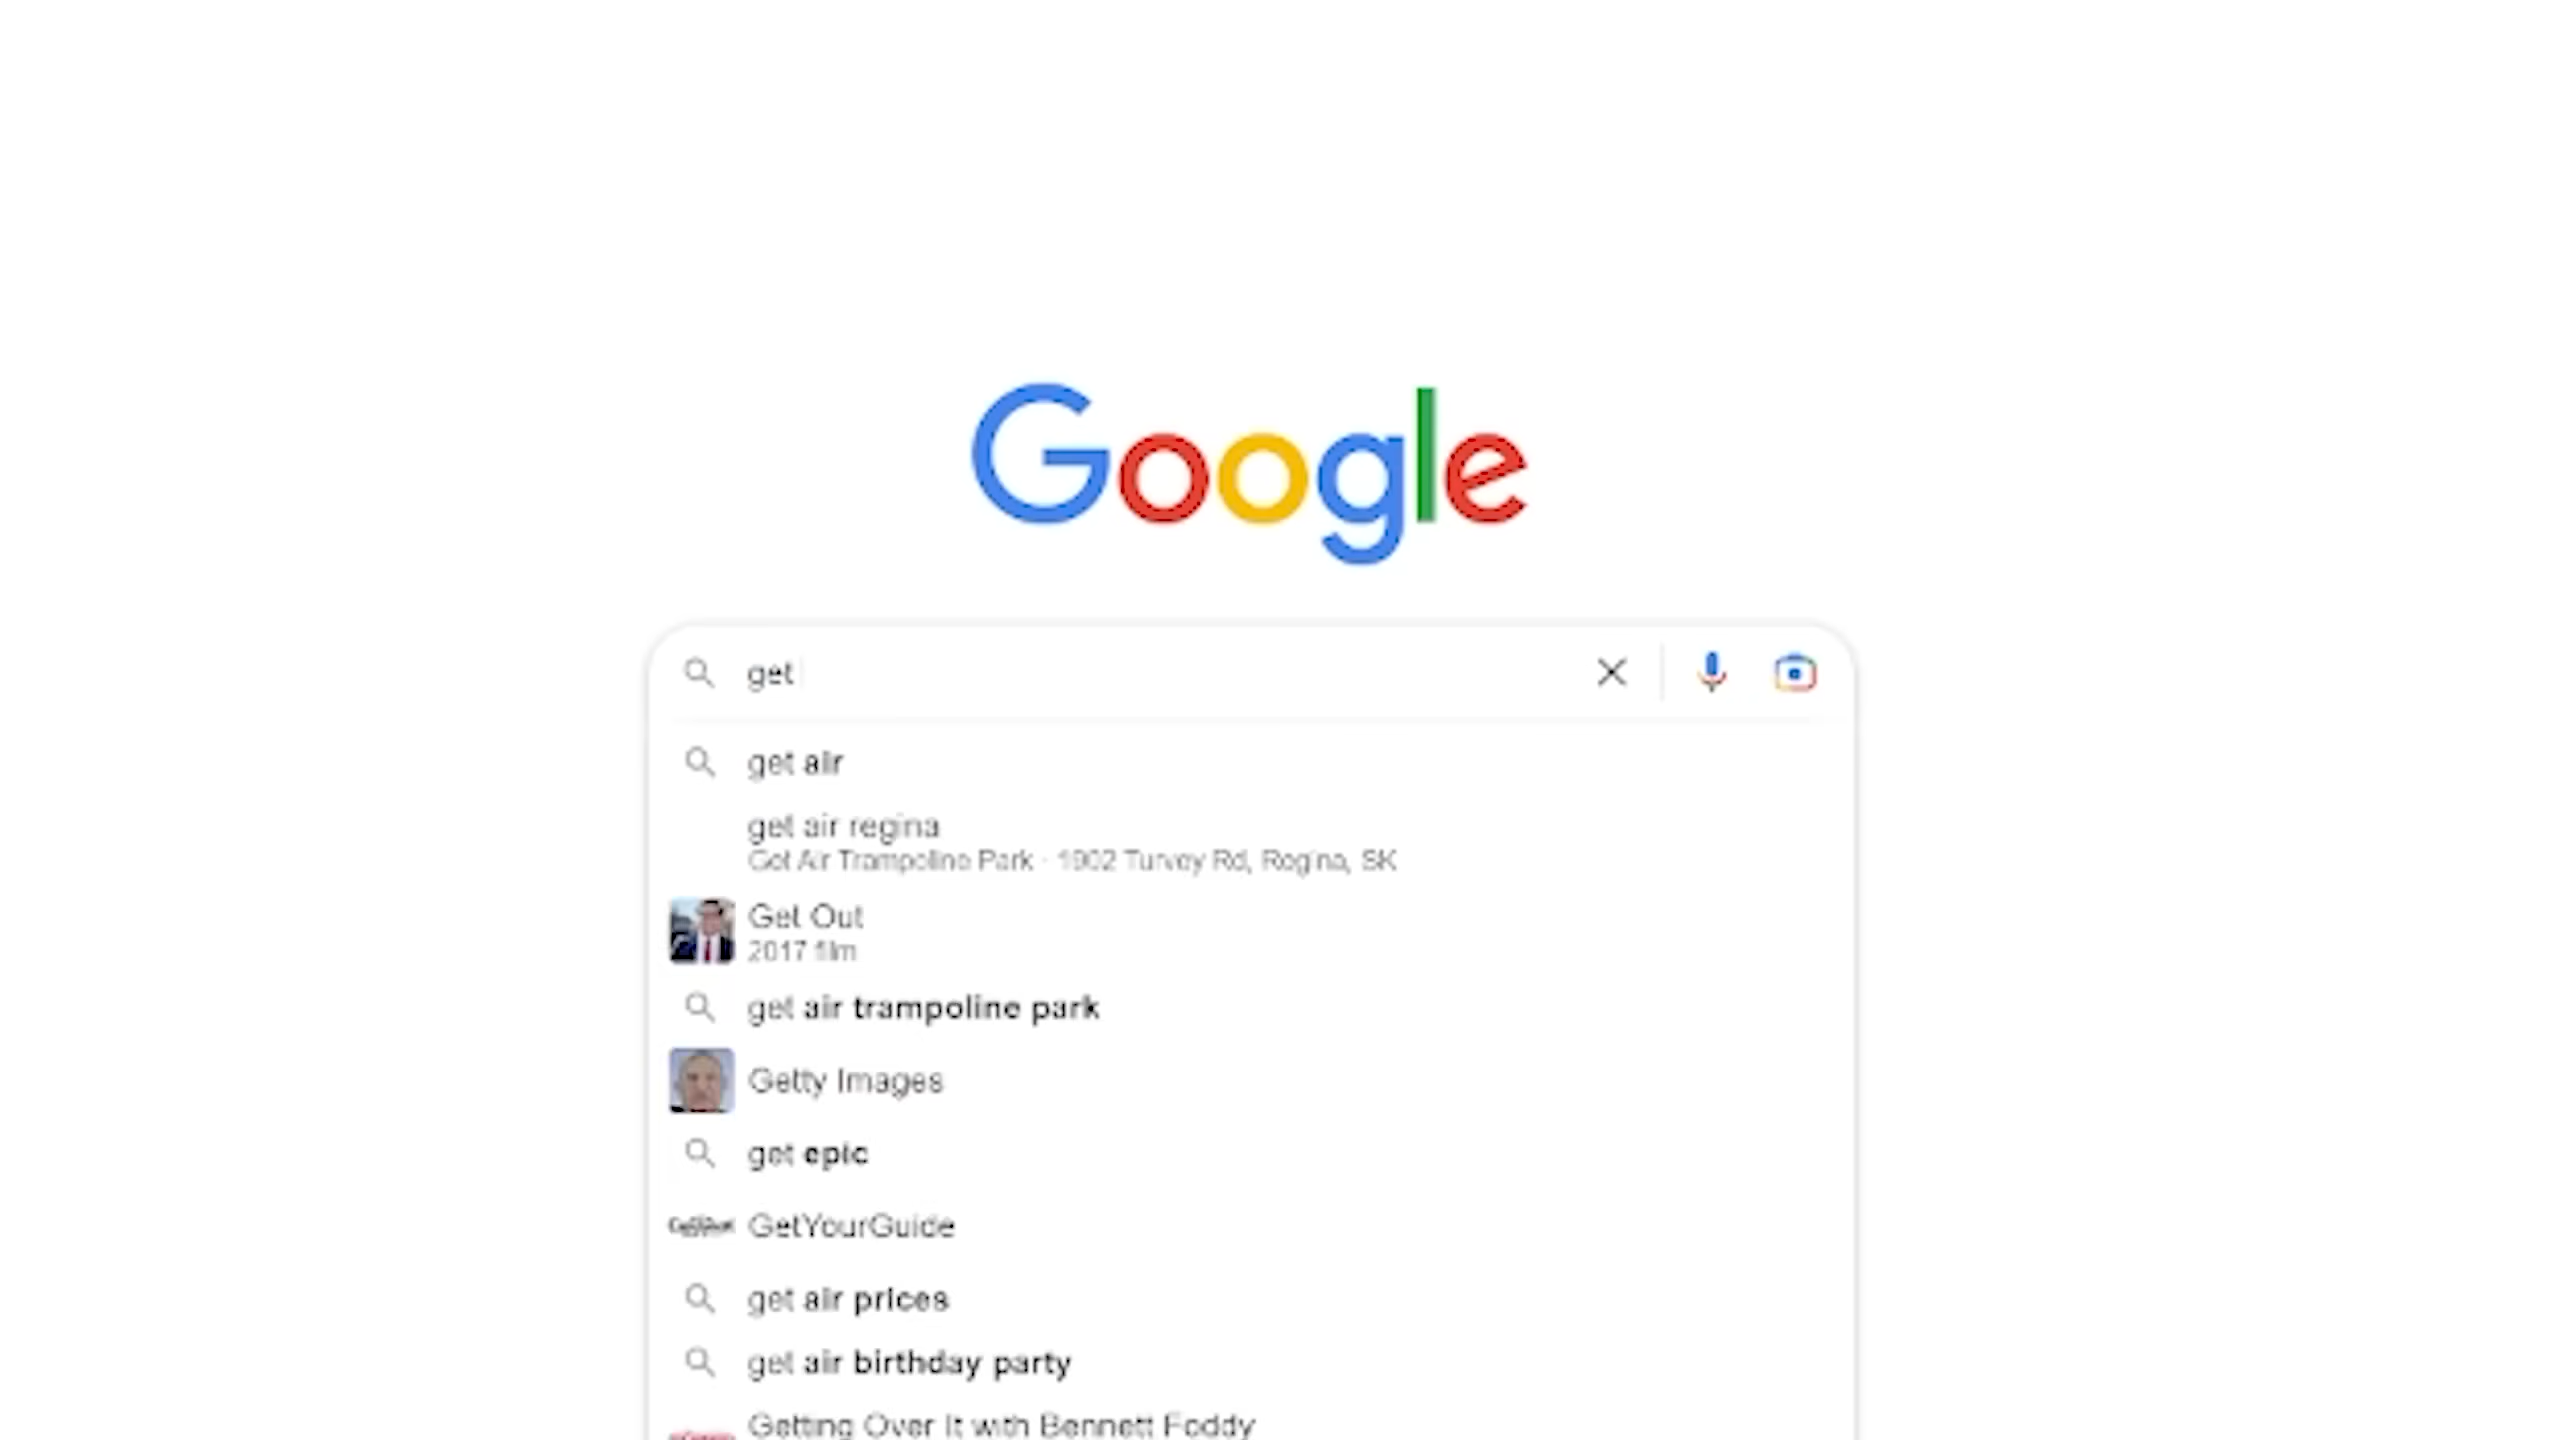 Google
get
get air
get air regina
Get Air Trampoline Park · 1902 Turvey Rd, Regina, SK
Get Out
2017 film
get air trampoline park
Getty Images
get epic
GetYourGuide
get air prices
get air birthday party
Getting Over It with Bennett Foddy